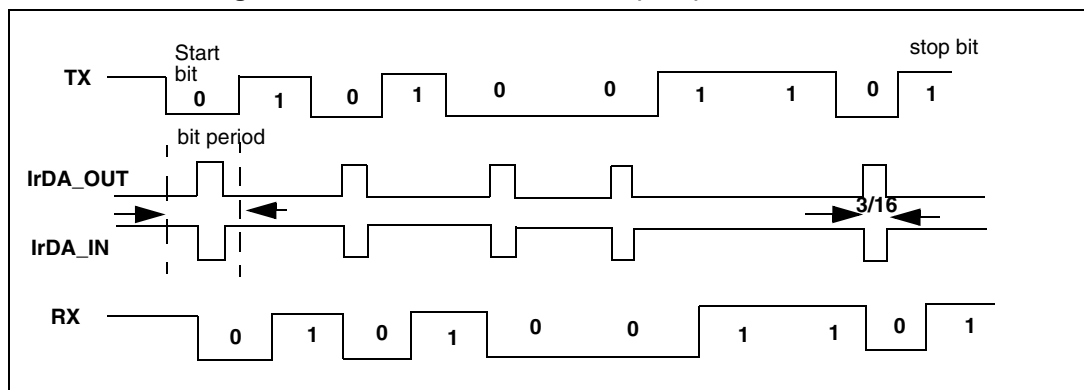 Start
bit
stop bit
TX
0 1 0 1 0 0 1 1 0 1
bit period
IrDA_OUT
3/16
IrDA_IN
RX
0 1 0 1 0 0 1 1 0 1